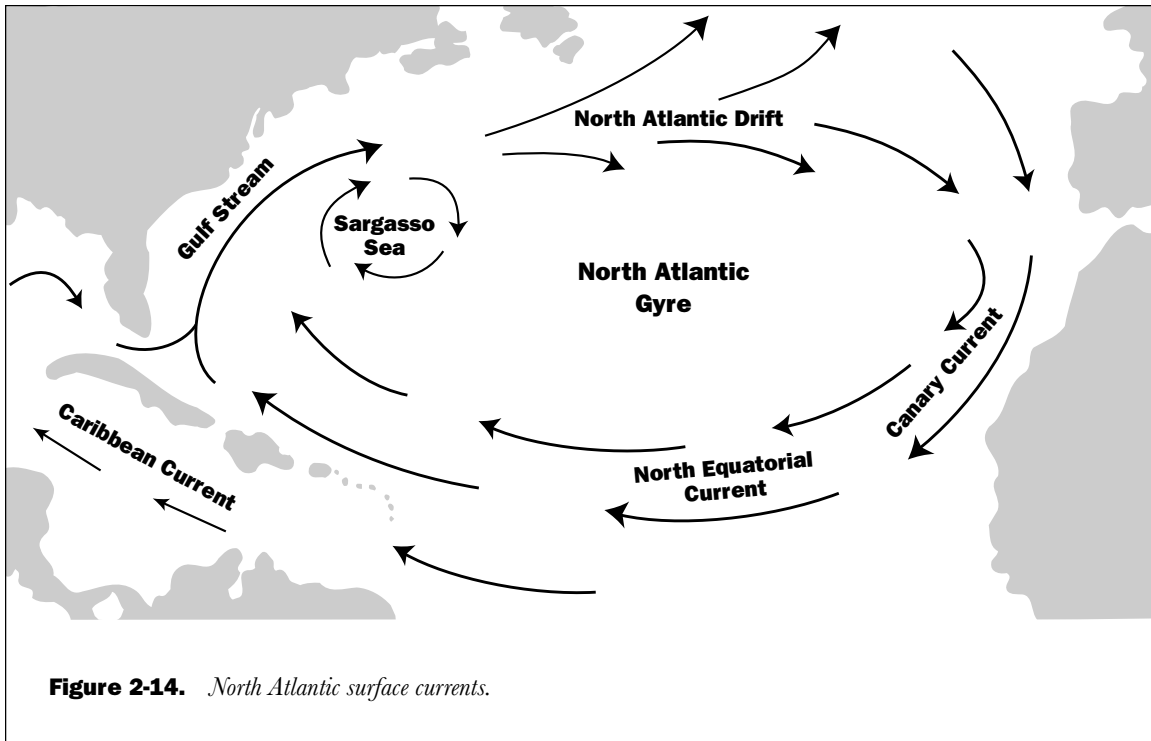 North Atlantic Drift
Gulf Stream
Sargasso
Sea
North Atlantic
Gyre
Canary Current
Caribbean Current
North Equatorial
Current
Figure 2-14. North Atlantic surface currents.